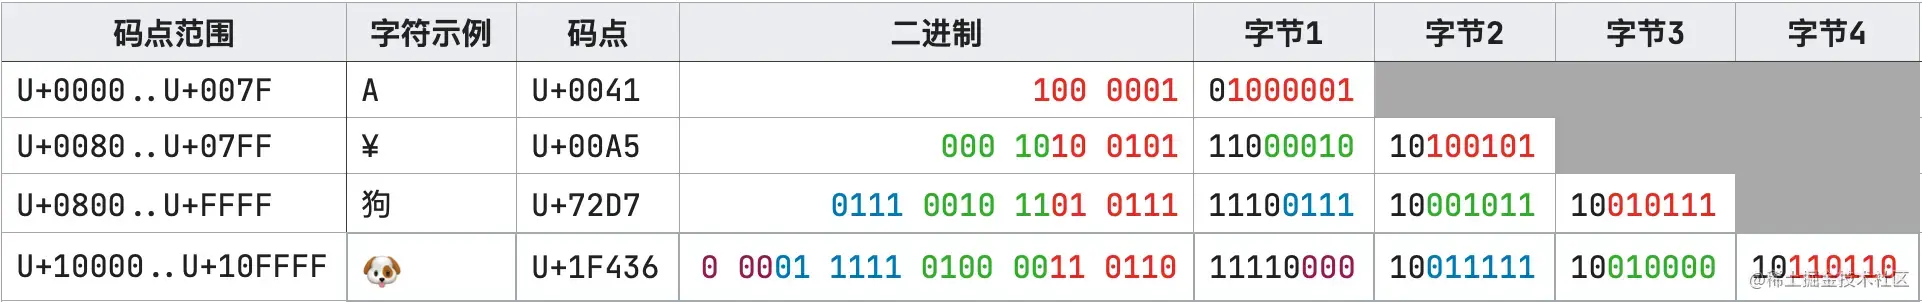 码点范围 字符示例 码点 二进制 字节1 字节2 字节3 字节4
U+0000..U+007F A U+0041 100 0001 01000001
U+0080..U+07FF ¥ U+00A5 000 1010 0101 11000010 10100101
U+0800..U+FFFF 狗 U+72D7 0111 0010 1101 0111 11100111 10001011 10010111
U+10000..U+10FFFF 🐶 U+1F436 0 0001 1111 0100 0011 0110 11110000 10011111 10010000 10110110
@稀土掘金技术社区